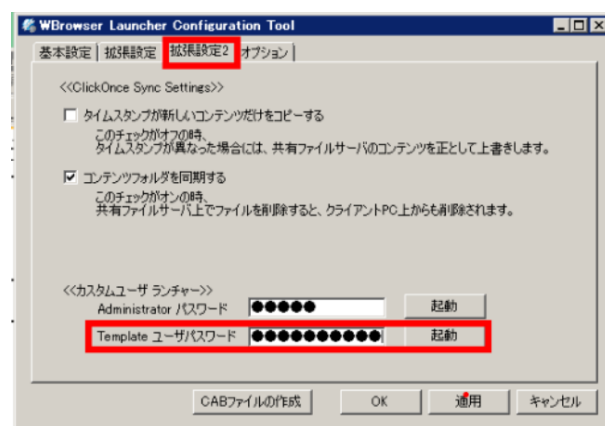 WBrowser Launcher Configuration Tool
基本設定 拡張設定 拡張設定2 オプション
<<ClickOnce Sync Settings>>
タイムスタンプが新しいコンテンツだけをコピーする
このチェックがオフの時、
タイムスタンプが異なった場合には、共有ファイルサーバのコンテンツを正として上書きします。
コンテンツフォルダを同期する
このチェックがオンの時、
共有ファイルサーバ上でファイルを削除すると、クライアントPC上からも削除されます。
<<カスタムユーザ ランチャー>>
Administrator パスワード ●●●●● 起動
Template ユーザパスワード ●●●●●●●●●● 起動
CABファイルの作成 OK 適用 キャンセル